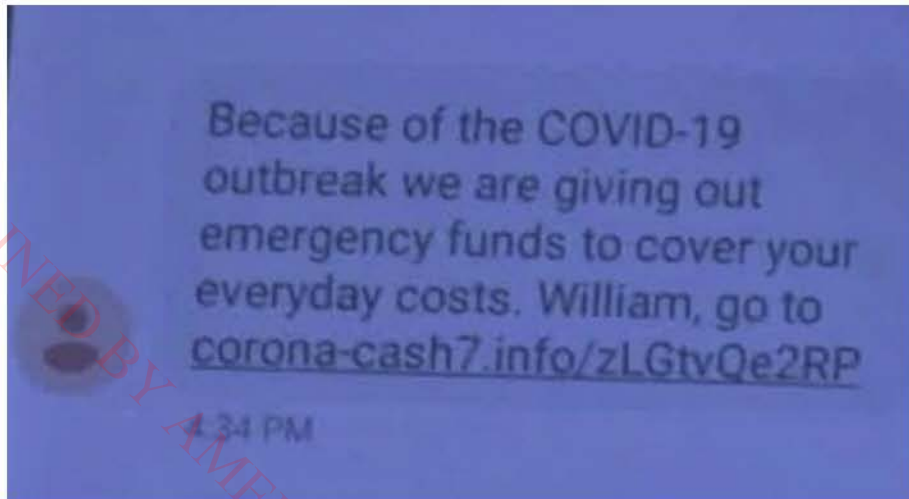 Because of the COVID-19
outbreak we are giving out
emergency funds to cover your
everyday costs. William, go to
corona-cash7.info/zLGtvQe2RP
4:34 PM
BY